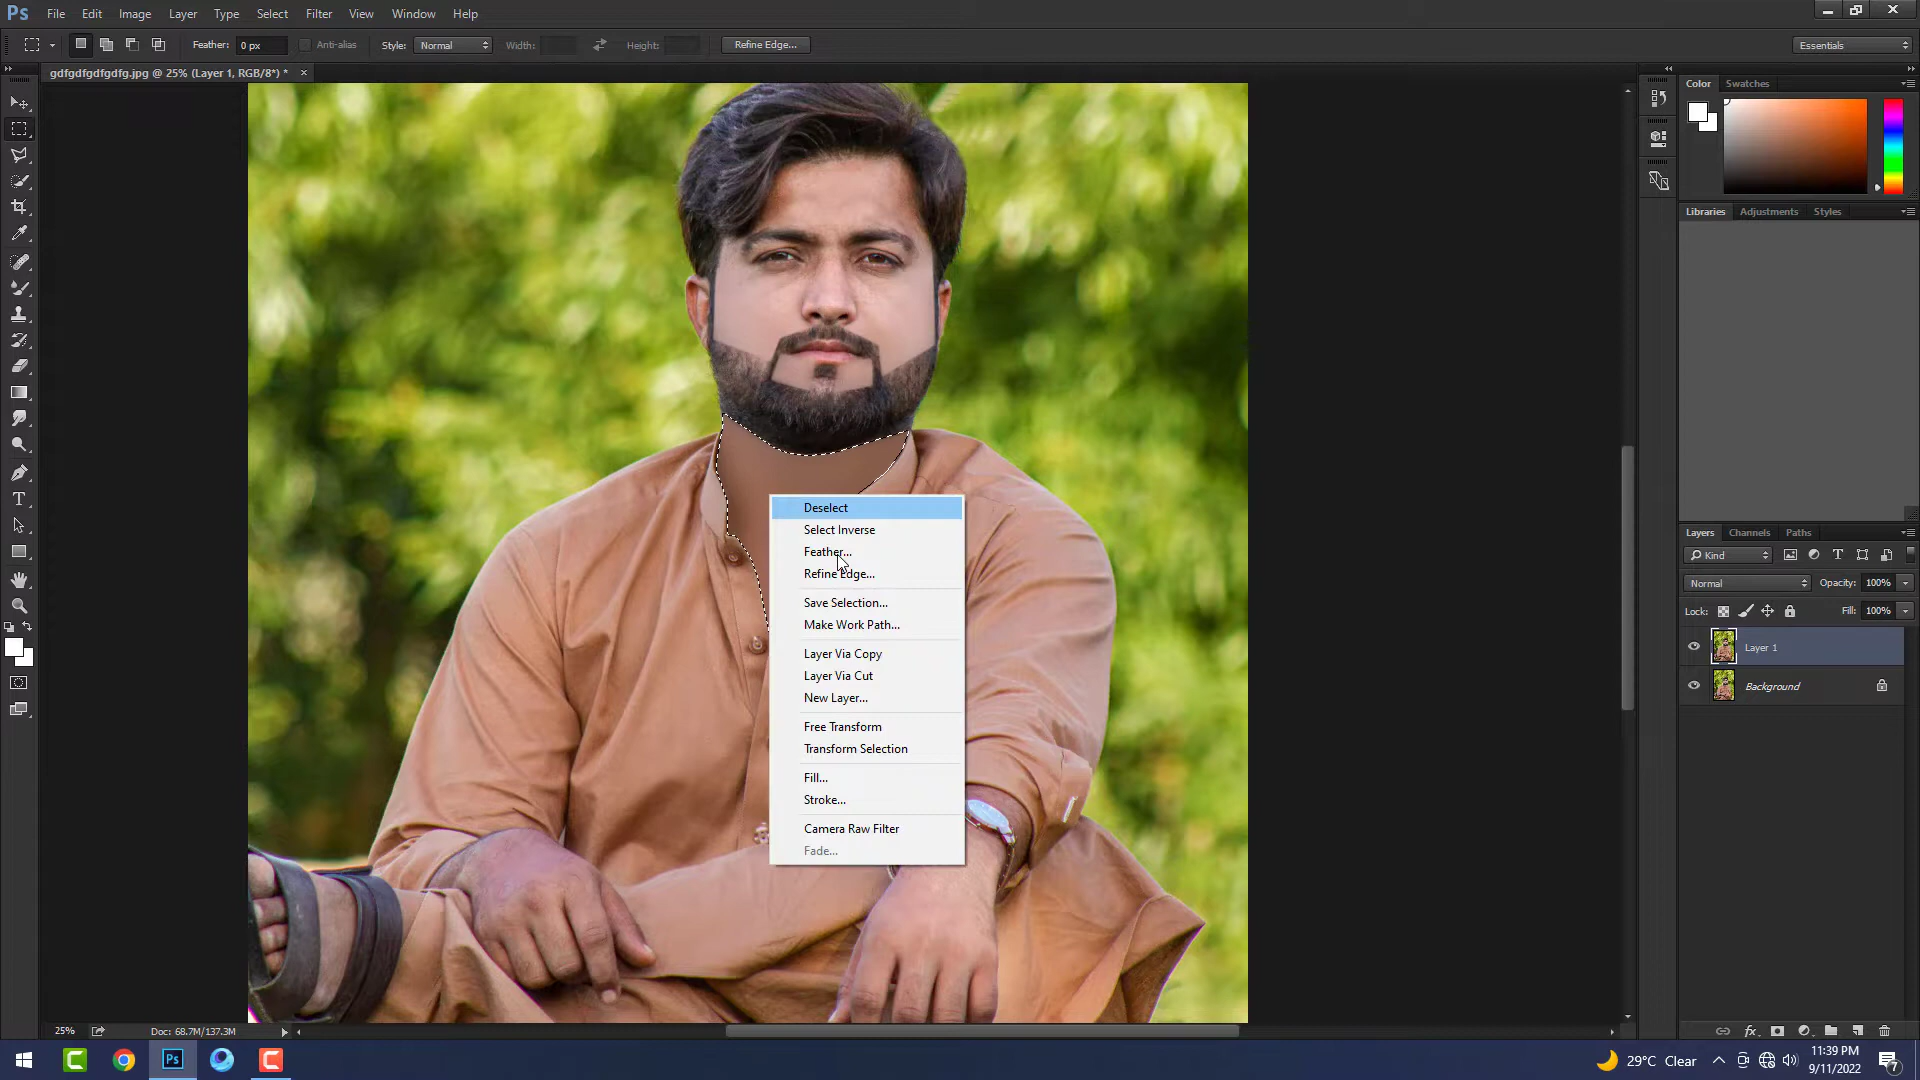 Ps File Edit Image Layer Type Select Filter View Window Help
Feather: 0 px Anti-alias Style: Normal Width: Height: Refine Edge... Essentials
gdfgdfgdfgdfg.jpg @ 25% (Layer 1, RGB/8*) *
Color Swatches
Libraries Adjustments Styles
Deselect
Select Inverse
Feather...
Refine Edge...
Save Selection...
Make Work Path...
Layer Via Copy
Layer Via Cut
New Layer...
Free Transform
Transform Selection
Fill...
Stroke...
Camera Raw Filter
Fade...
Layers Channels Paths
Kind
Normal Opacity: 100%
Lock: Fill: 100%
Layer 1
Background
25% Doc: 68.7M/137.3M
Ps 29°C Clear 11:39 PM
9/11/2022
7